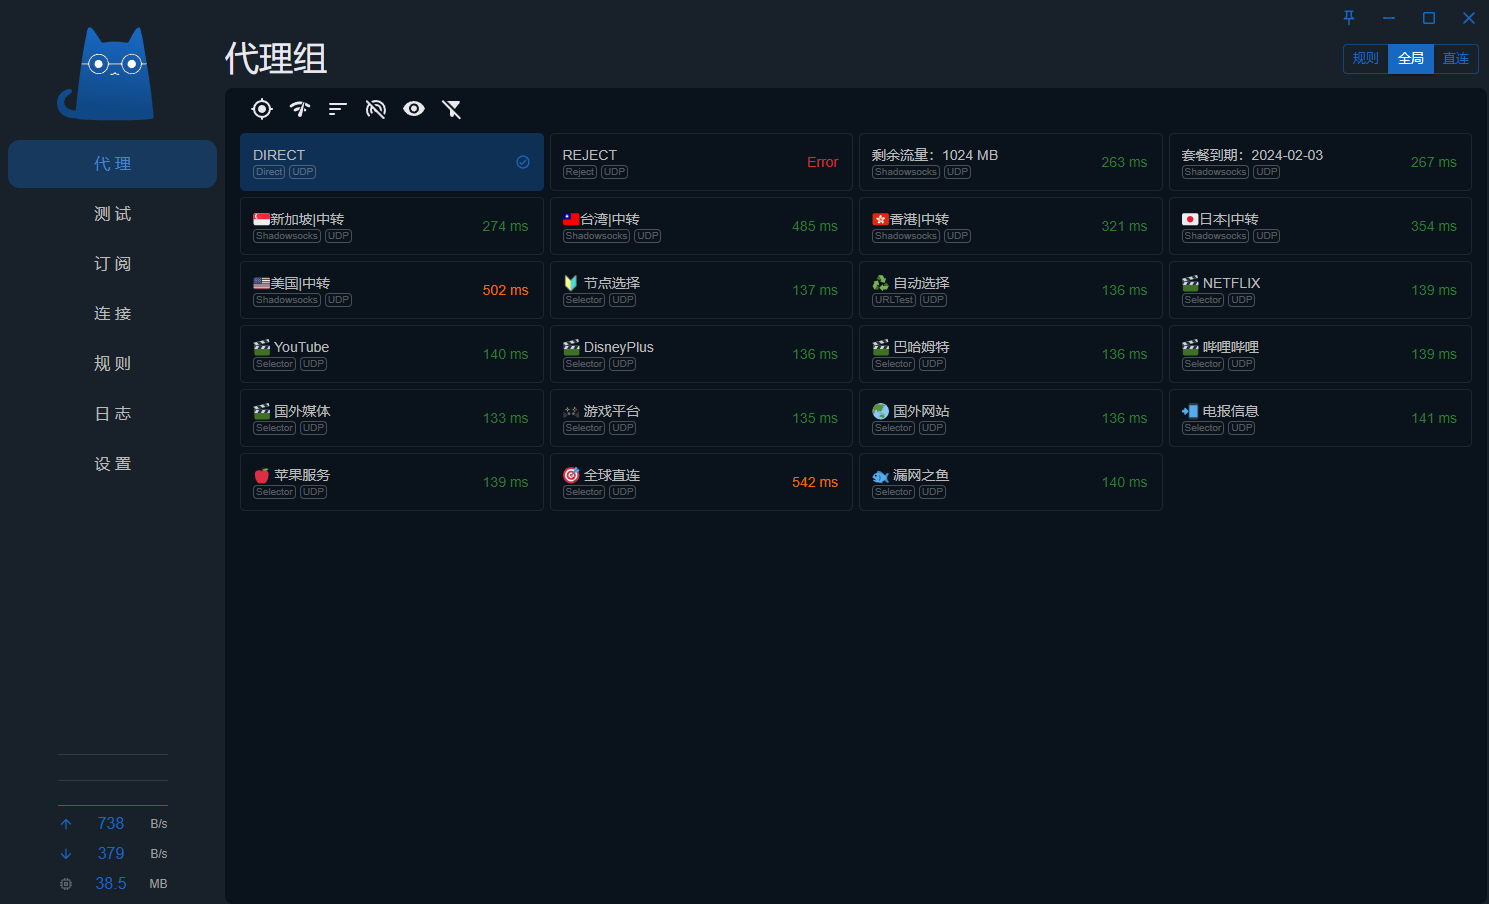 代理组
规则 全局 直连
代 理
测 试
订 阅
连 接
规 则
日 志
设 置
DIRECT
Direct UDP
REJECT
Reject UDP
Error
剩余流量：1024 MB
Shadowsocks UDP
263 ms
套餐到期：2024-02-03
Shadowsocks UDP
267 ms
🇸🇬新加坡|中转
Shadowsocks UDP
274 ms
🇹🇼台湾|中转
Shadowsocks UDP
485 ms
🇭🇰香港|中转
Shadowsocks UDP
321 ms
🇯🇵日本|中转
Shadowsocks UDP
354 ms
🇺🇸美国|中转
Shadowsocks UDP
502 ms
🔰 节点选择
Selector UDP
137 ms
♻️ 自动选择
URLTest UDP
136 ms
🎬 NETFLIX
Selector UDP
139 ms
🎬 YouTube
Selector UDP
140 ms
🎬 DisneyPlus
Selector UDP
136 ms
🎬 巴哈姆特
Selector UDP
136 ms
🎬 哔哩哔哩
Selector UDP
139 ms
🎬 国外媒体
Selector UDP
133 ms
🎮 游戏平台
Selector UDP
135 ms
🌏 国外网站
Selector UDP
136 ms
📲 电报信息
Selector UDP
141 ms
🍎 苹果服务
Selector UDP
139 ms
🎯 全球直连
Selector UDP
542 ms
🐟 漏网之鱼
Selector UDP
140 ms
738 B/s
379 B/s
38.5 MB